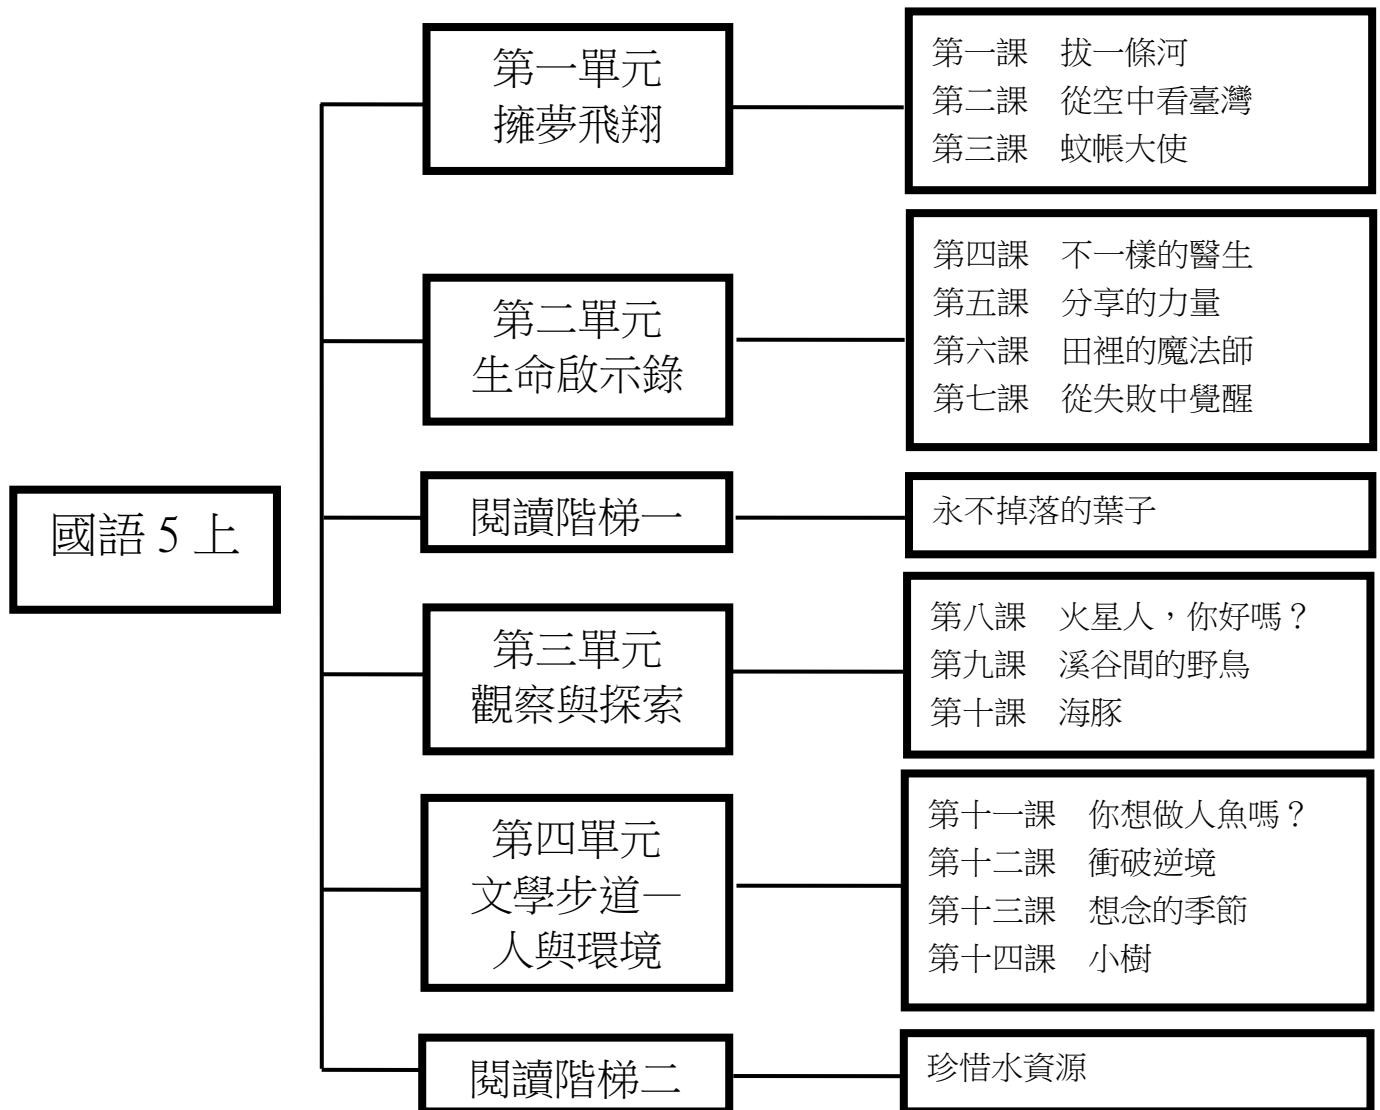 國語 5 上
第一單元
擁夢飛翔
第一課　拔一條河
第二課　從空中看臺灣
第三課　蚊帳大使
第二單元
生命啟示錄
第四課　不一樣的醫生
第五課　分享的力量
第六課　田裡的魔法師
第七課　從失敗中覺醒
閱讀階梯一
永不掉落的葉子
第三單元
觀察與探索
第八課　火星人，你好嗎？
第九課　溪谷間的野鳥
第十課　海豚
第四單元
文學步道—
人與環境
第十一課　你想做人魚嗎？
第十二課　衝破逆境
第十三課　想念的季節
第十四課　小樹
閱讀階梯二
珍惜水資源